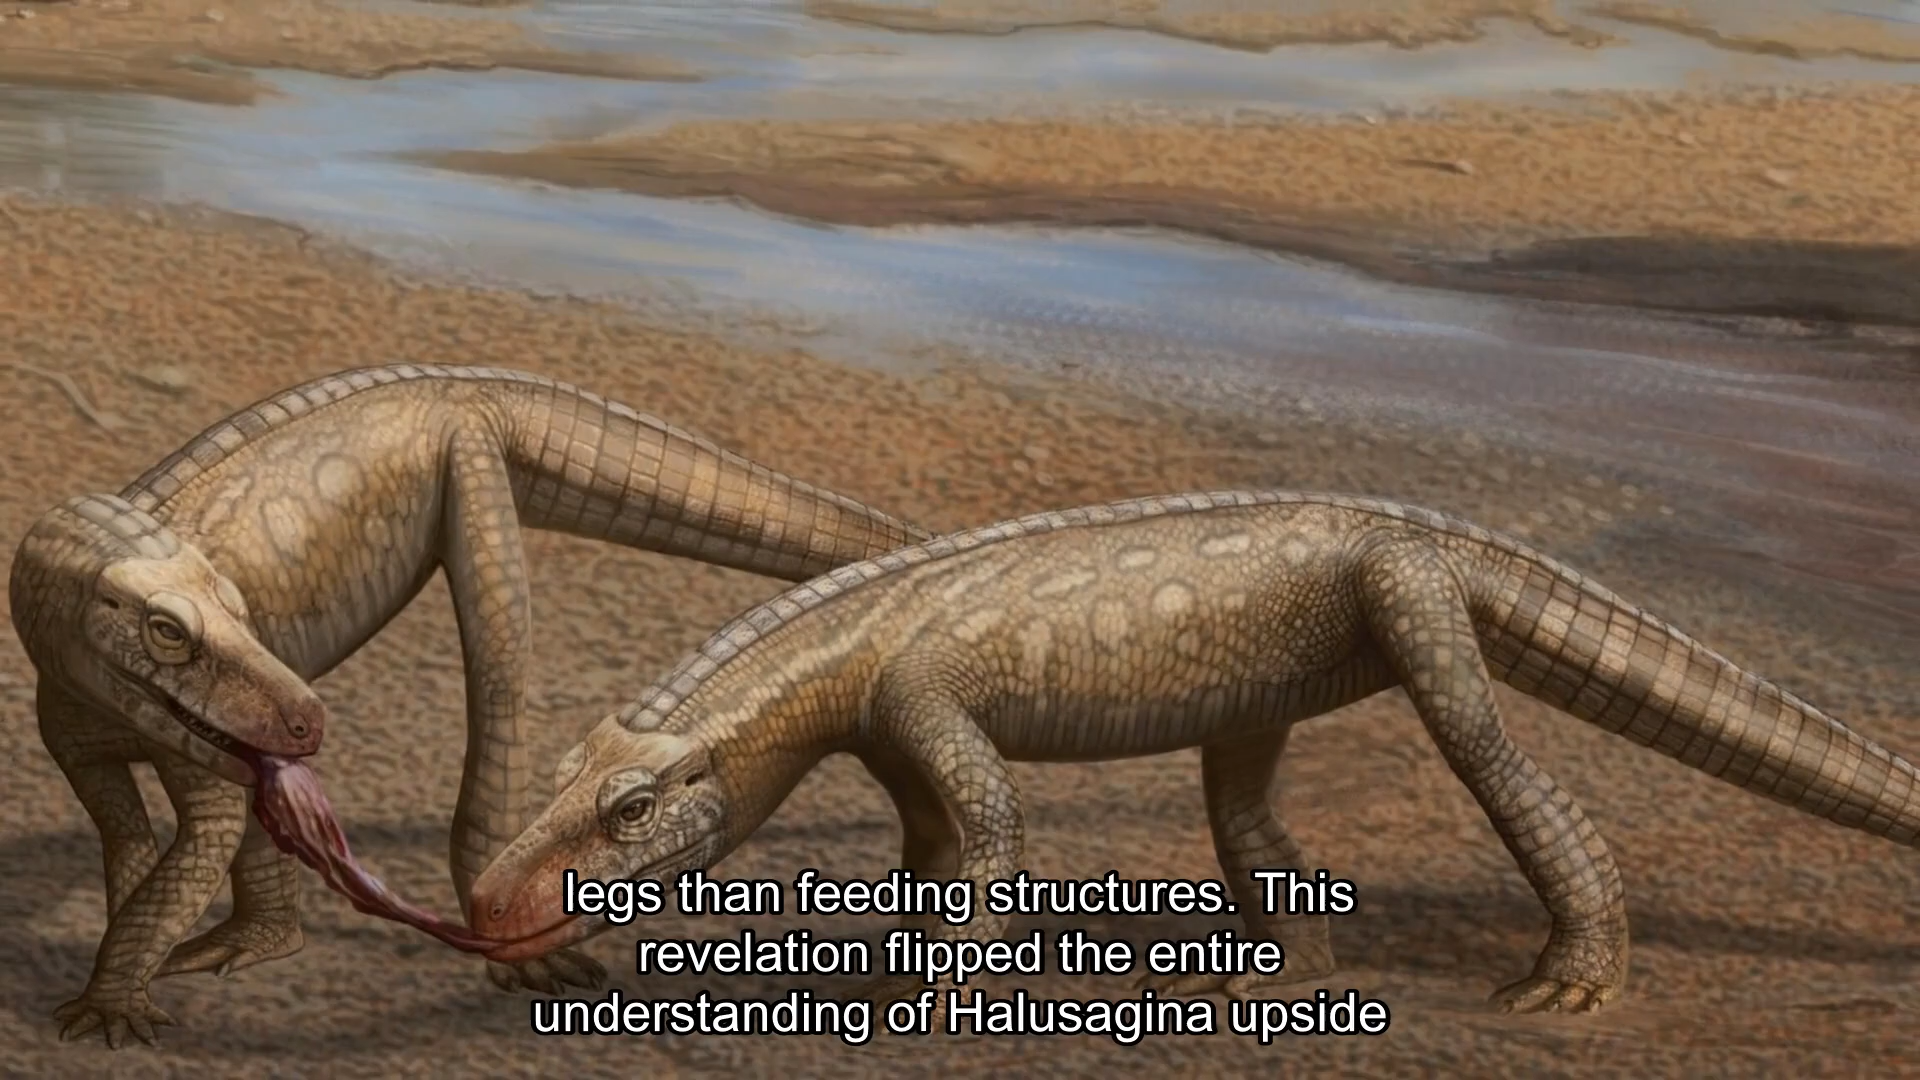 legs than feeding structures. This
revelation flipped the entire
understanding of Halusagina upside